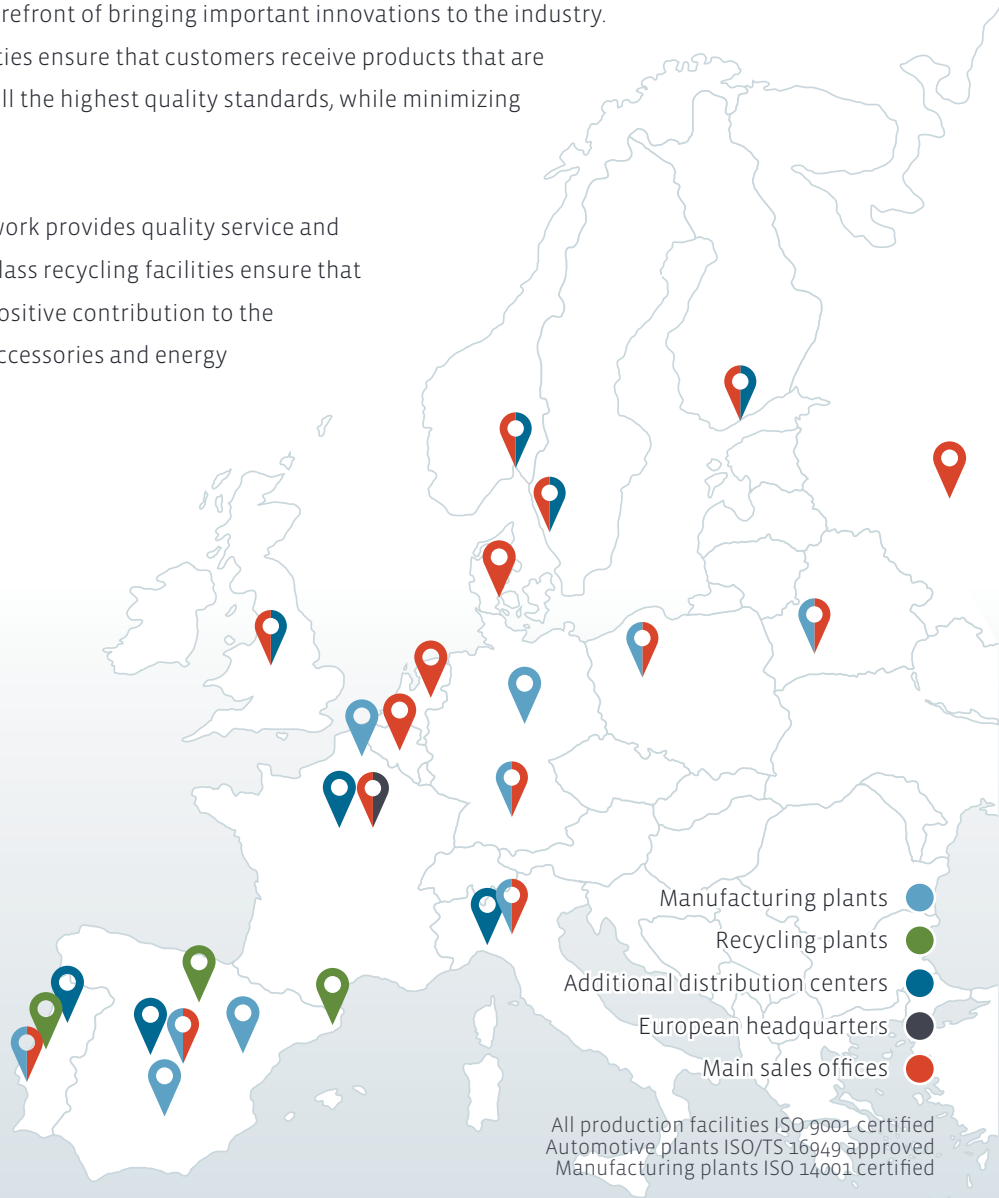 refront of bringing important innovations to the industry.
ties ensure that customers receive products that are
ll the highest quality standards, while minimizing
work provides quality service and
lass recycling facilities ensure that
ositive contribution to the
ccessories and energy
Manufacturing plants
Recycling plants
Additional distribution centers
European headquarters
Main sales offices
All production facilities ISO 9001 certified
Automotive plants ISO/TS 16949 approved
Manufacturing plants ISO 14001 certified